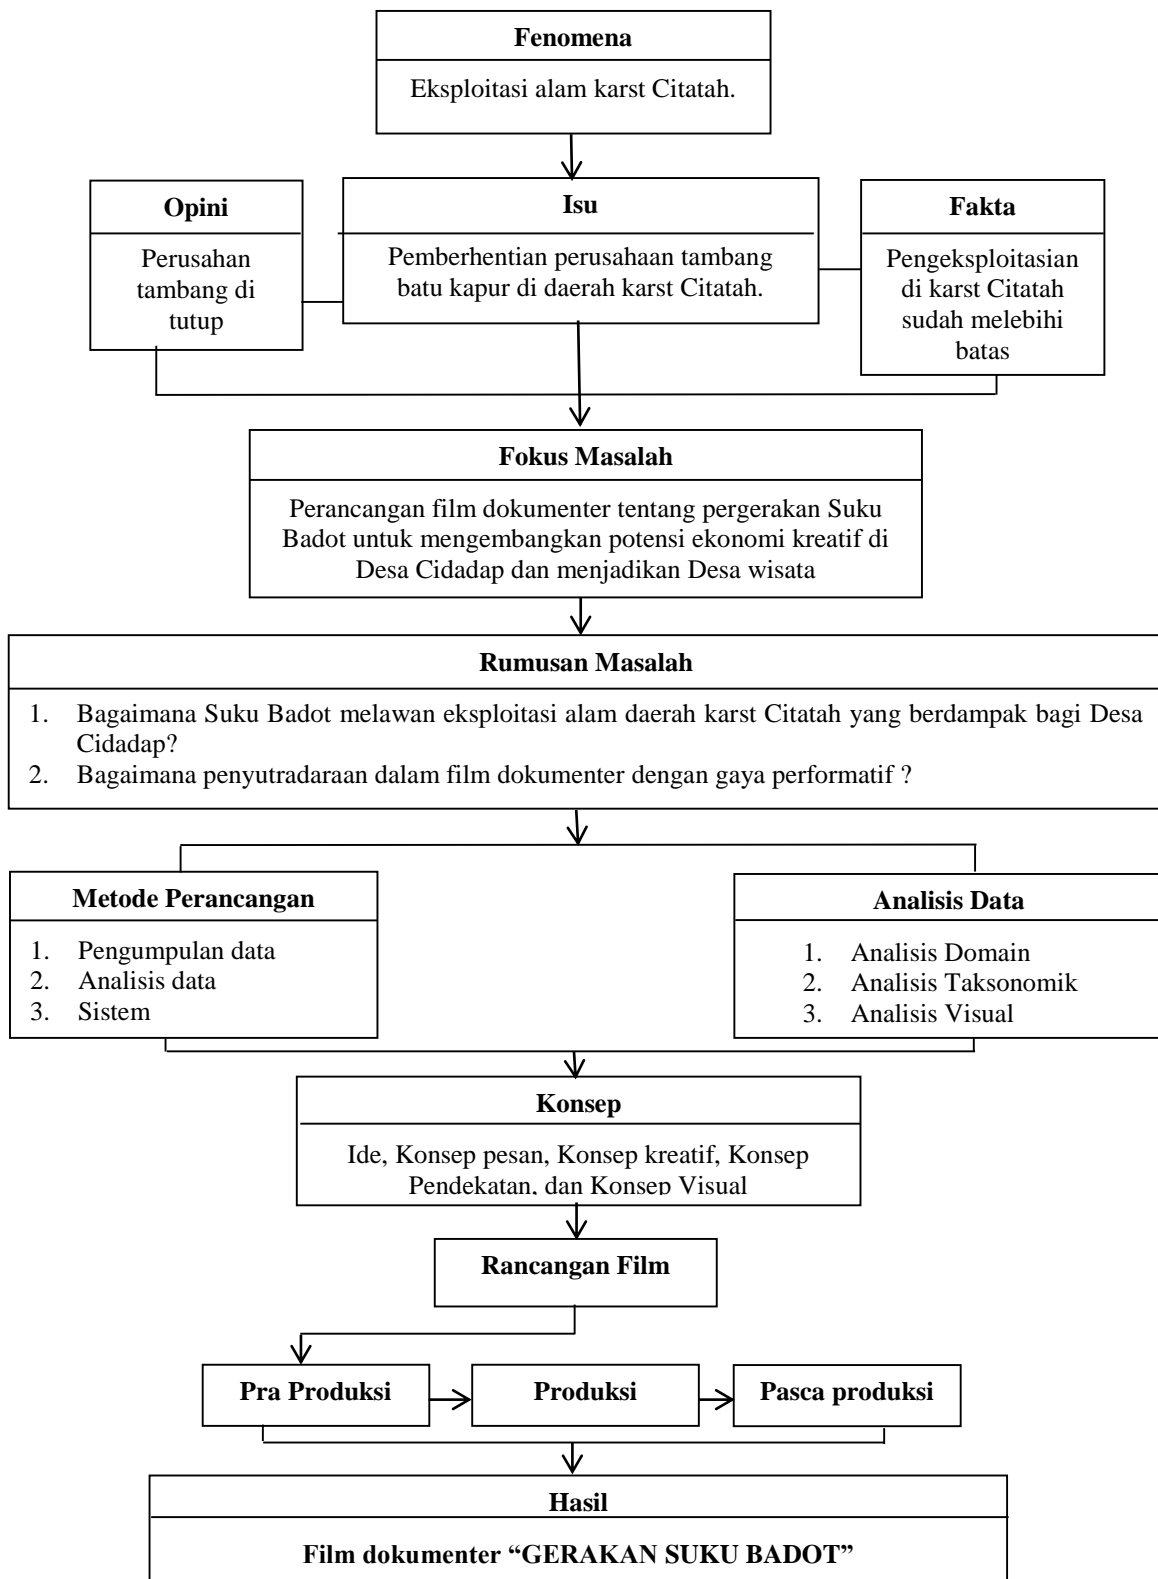 Fenomena
Eksploitasi alam karst Citatah.
Opini
Perusahan
tambang di
tutup
Isu
Pemberhentian perusahaan tambang
batu kapur di daerah karst Citatah.
Fakta
Pengeksploitasian
di karst Citatah
sudah melebihi
batas
Fokus Masalah
Perancangan film dokumenter tentang pergerakan Suku
Badot untuk mengembangkan potensi ekonomi kreatif di
Desa Cidadap dan menjadikan Desa wisata
Rumusan Masalah
1. Bagaimana Suku Badot melawan eksploitasi alam daerah karst Citatah yang berdampak bagi Desa
Cidadap?
2. Bagaimana penyutradaraan dalam film dokumenter dengan gaya performatif ?
Metode Perancangan
1. Pengumpulan data
2. Analisis data
3. Sistem
Analisis Data
1. Analisis Domain
2. Analisis Taksonomik
3. Analisis Visual
Konsep
Ide, Konsep pesan, Konsep kreatif, Konsep
Pendekatan, dan Konsep Visual
Rancangan Film
Pra Produksi
Produksi
Pasca produksi
Hasil
Film dokumenter “GERAKAN SUKU BADOT”